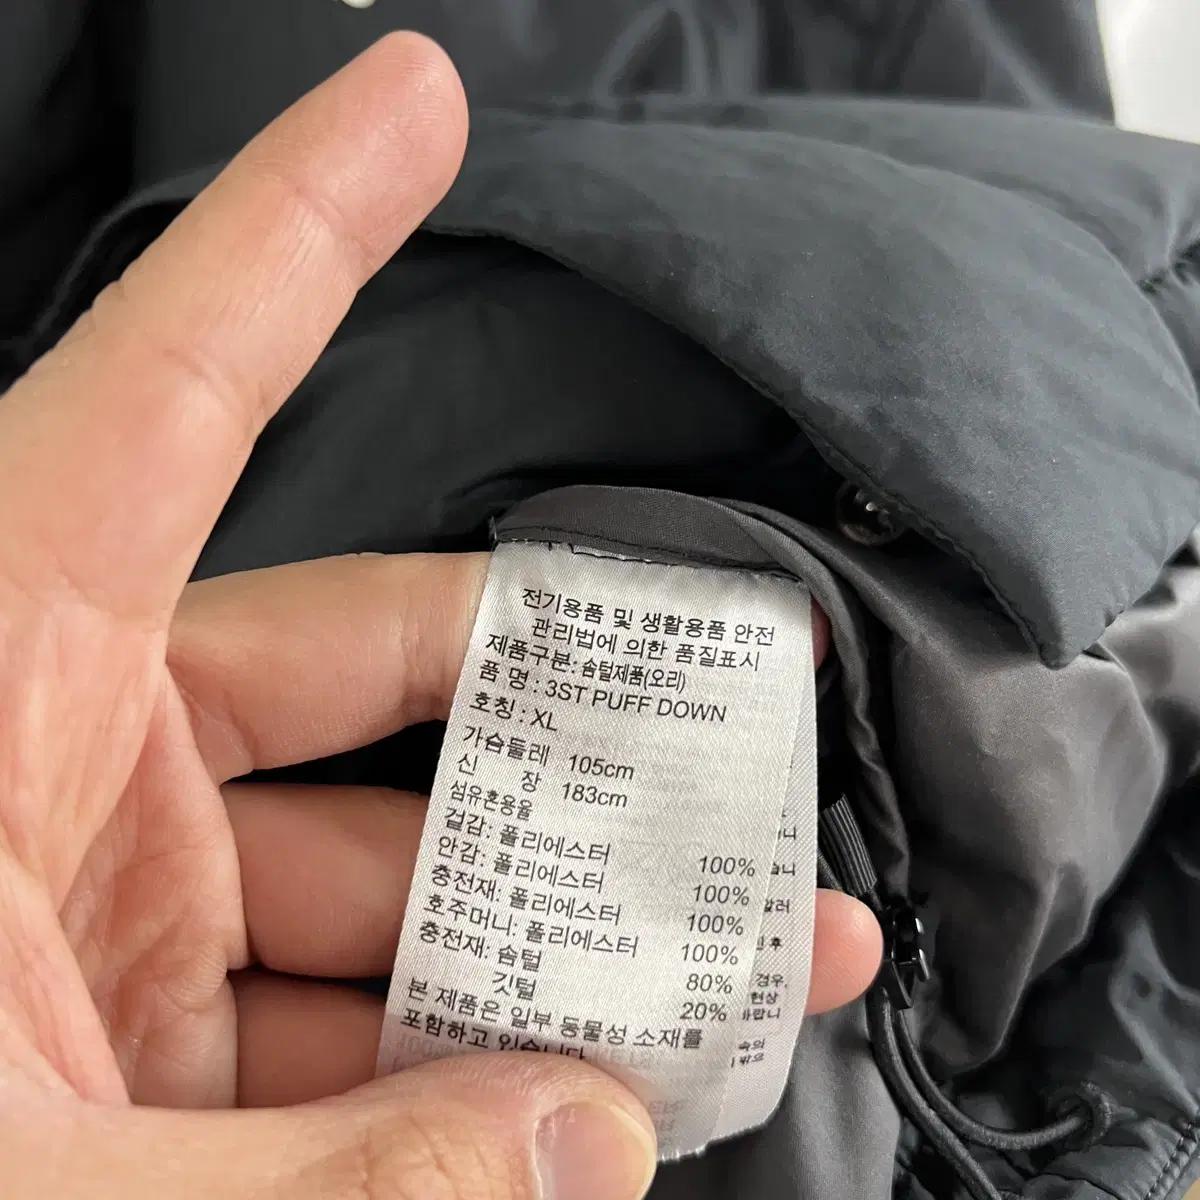 전기용품 및 생활용품 안전
관리법에 의한 품질표시
제품구분: 솜털제품(오리)
품 명 : 3ST PUFF DOWN
호칭 : XL
가슴둘레 105cm
신 장 183cm
섬유혼용율
겉감: 폴리에스터 100%
안감: 폴리에스터 100%
충전재: 폴리에스터 100%
호주머니: 폴리에스터 100%
충전재: 솜털 80%
깃털 20%
본 제품은 일부 동물성 소재를
포함하고 있습니다
경우,
현상